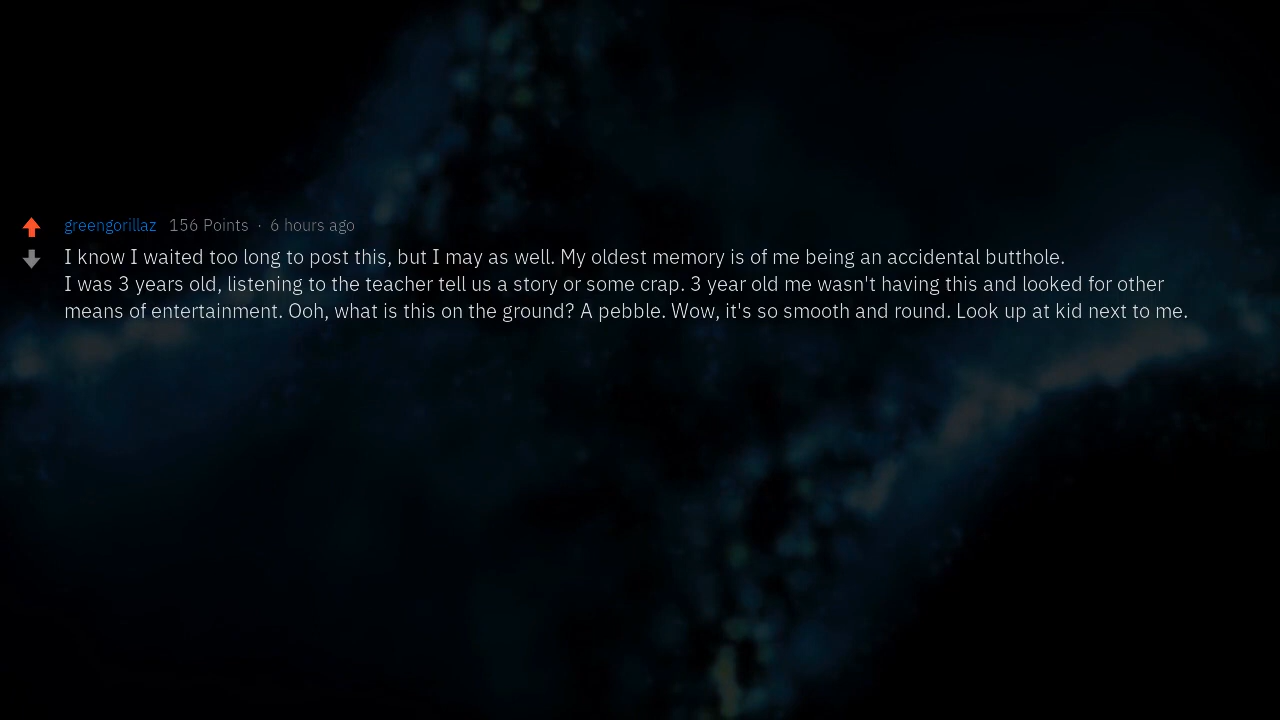 greengorillaz 156 Points · 6 hours ago
I know I waited too long to post this, but I may as well. My oldest memory is of me being an accidental butthole.
I was 3 years old, listening to the teacher tell us a story or some crap. 3 year old me wasn't having this and looked for other
means of entertainment. Ooh, what is this on the ground? A pebble. Wow, it's so smooth and round. Look up at kid next to me.